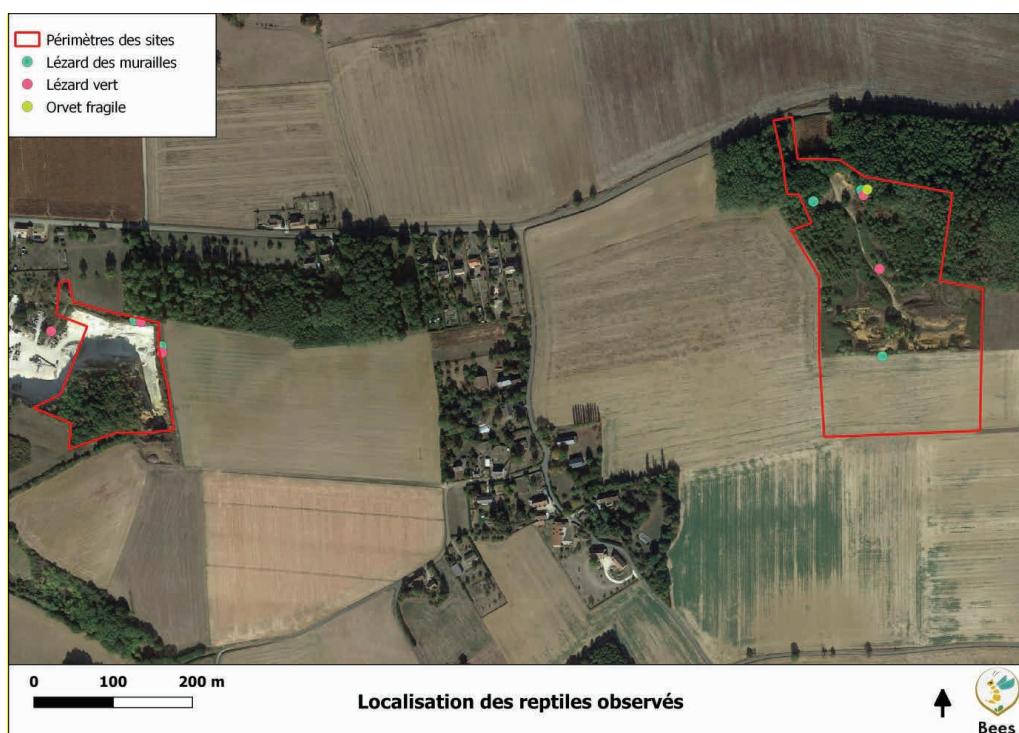 Périmètres des sites
Lézard des murailles
Lézard vert
Orvet fragile
0 100 200 m
Localisation des reptiles observés
Bees